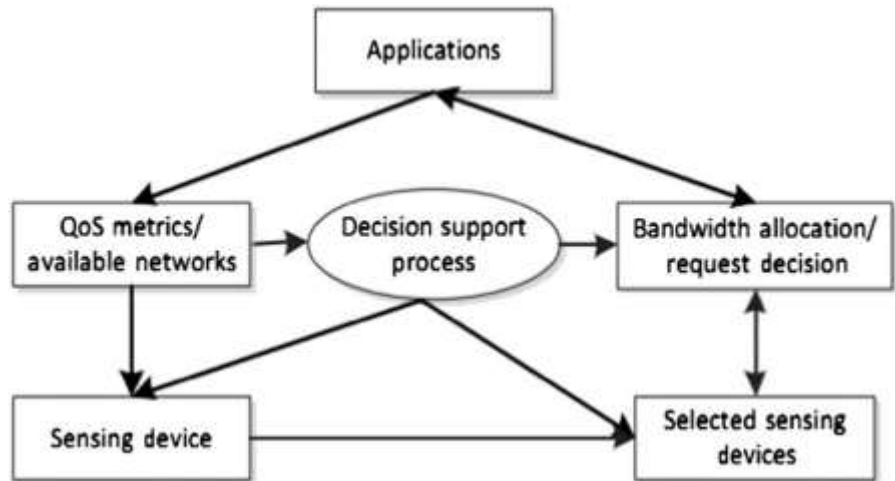 Applications
QoS metrics/
available networks
Decision support
process
Bandwidth allocation/
request decision
Sensing device
Selected sensing
devices